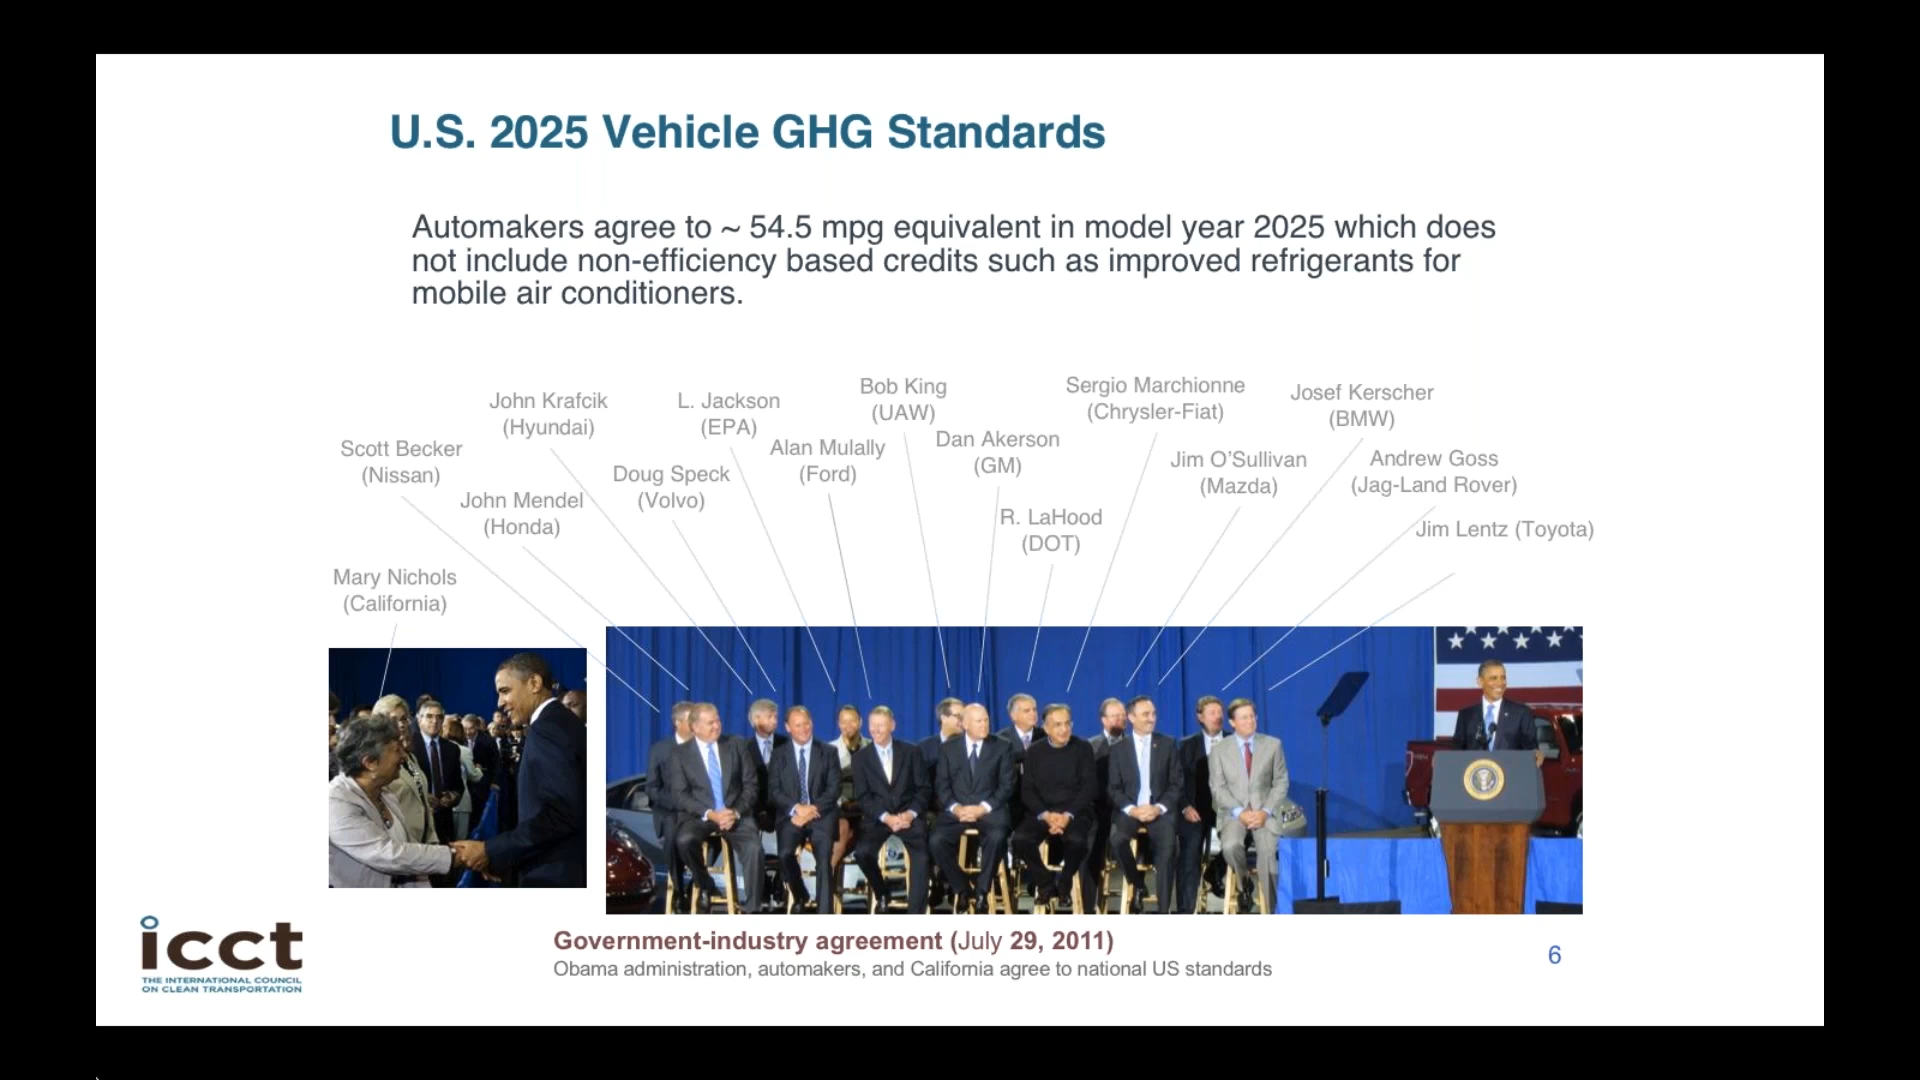 U.S. 2025 Vehicle GHG Standards
Automakers agree to ~ 54.5 mpg equivalent in model year 2025 which does
not include non-efficiency based credits such as improved refrigerants for
mobile air conditioners.
Scott Becker
(Nissan)
John Krafcik
(Hyundai)
John Mendel
(Honda)
Mary Nichols
(California)
Doug Speck
(Volvo)
L. Jackson
(EPA)
Alan Mulally
(Ford)
Bob King
(UAW)
Dan Akerson
(GM)
R. LaHood
(DOT)
Sergio Marchionne
(Chrysler-Fiat)
Jim O’Sullivan
(Mazda)
Josef Kerscher
(BMW)
Andrew Goss
(Jag-Land Rover)
Jim Lentz (Toyota)
icct
THE INTERNATIONAL COUNCIL
ON CLEAN TRANSPORTATION
Government-industry agreement (July 29, 2011)
Obama administration, automakers, and California agree to national US standards
6